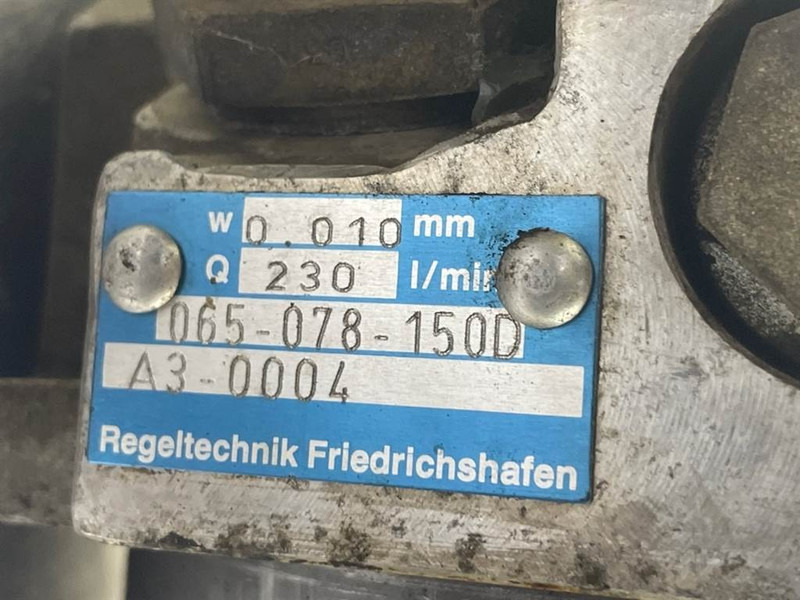 W 0.010 mm
Q 230 l/min
065-078-150D
A3-0004
Regeltechnik Friedrichshafen